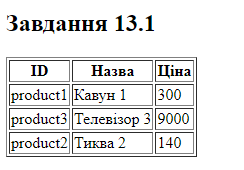 Завдання 13.1
ID Назва Ціна
product1 Кавун 1 300
product3 Телевізор 3 9000
product2 Тиква 2 140